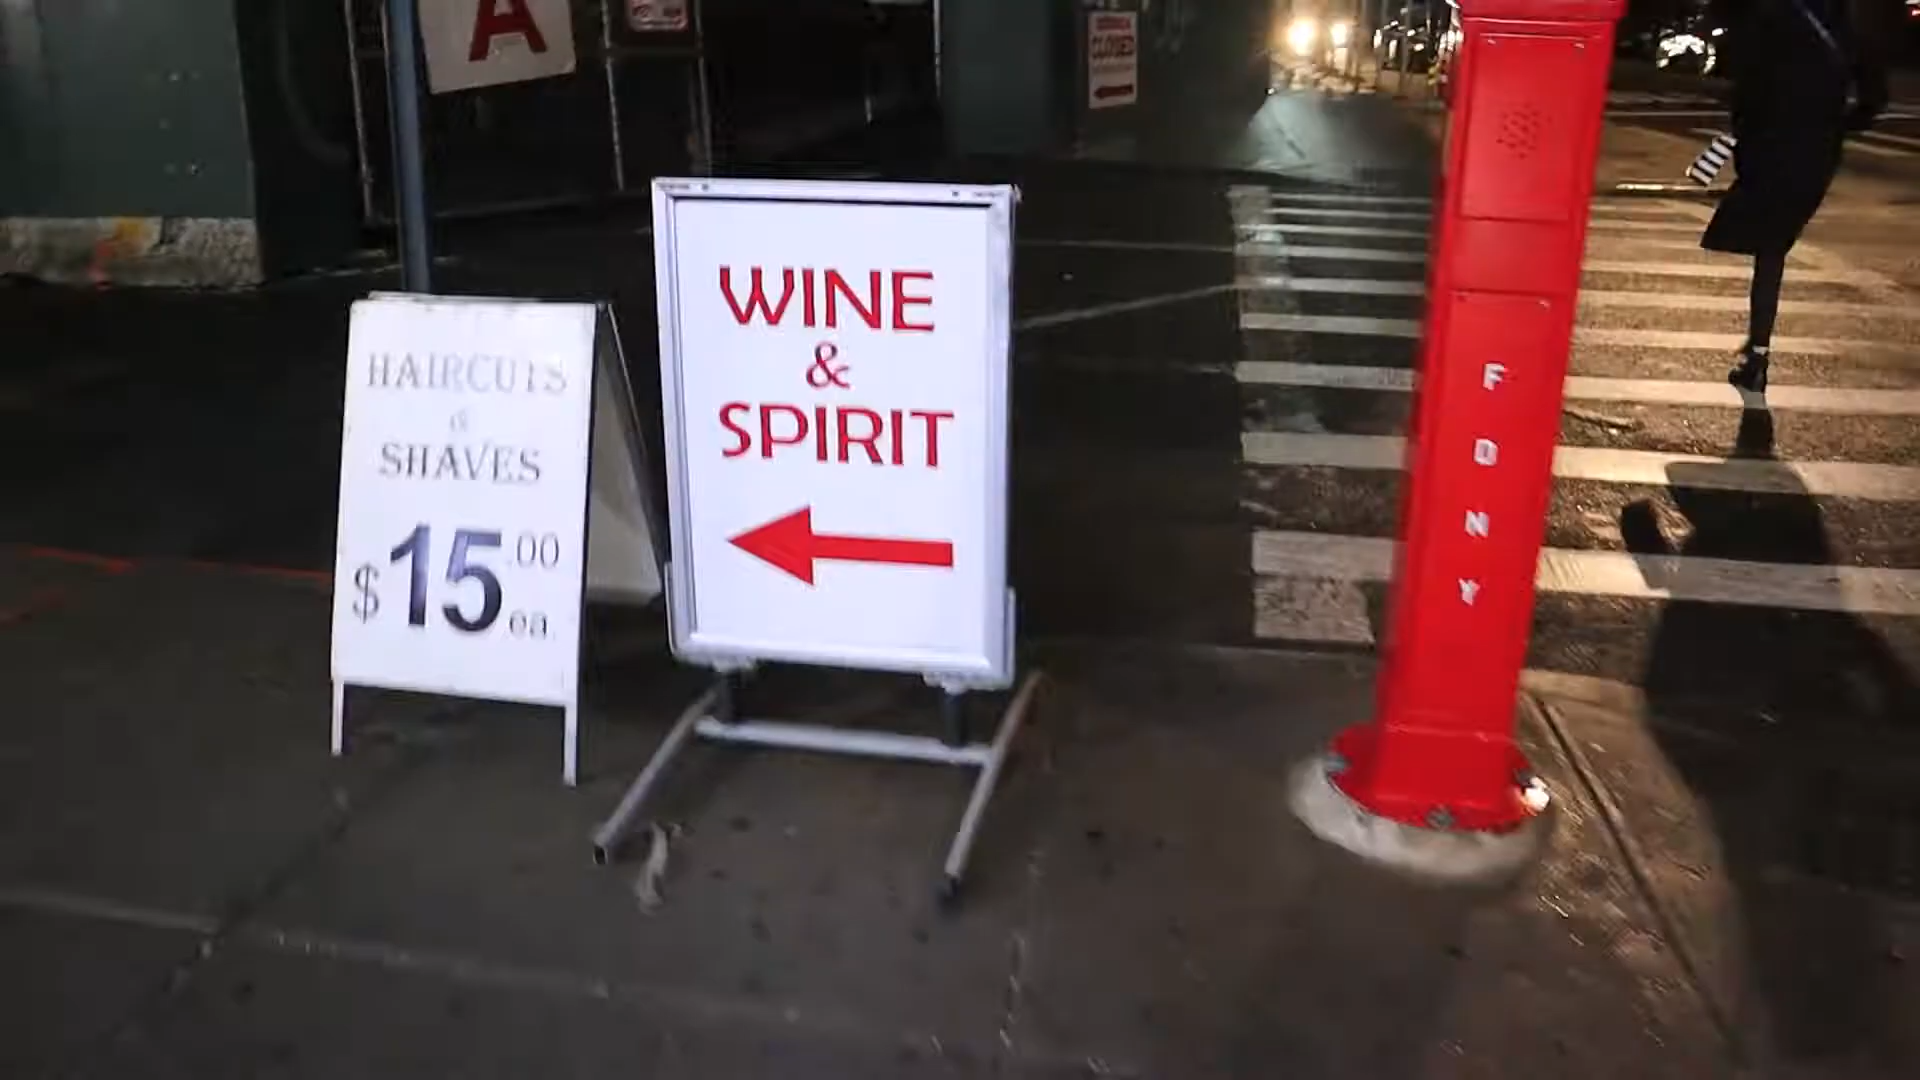 A
CLOSED
HAIRCUTS
&
SHAVES
$15.00 ea.
WINE
&
SPIRIT
F
D
N
Y